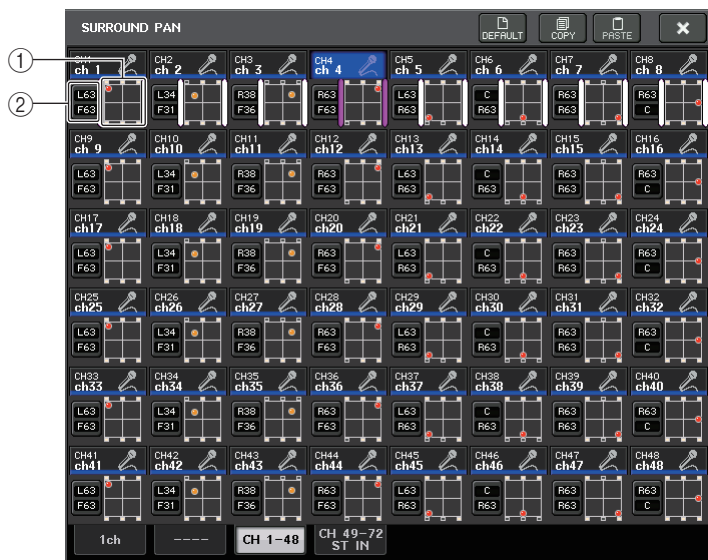 SURROUND PAN DEFAULT COPY PASTE
1
2
CH1 CH2 CH3 CH4 CH5 CH6 CH7 CH8
ch 1 ch 2 ch 3 ch 4 ch 5 ch 6 ch 7 ch 8
L63 L34 R38 R63 L63 C R63 R63
F63 F31 F36 F63 R63 R63 R63 C
CH9 CH10 CH11 CH12 CH13 CH14 CH15 CH16
ch 9 ch10 ch11 ch12 ch13 ch14 ch15 ch16
L63 L34 R38 R63 L63 C R63 R63
F63 F31 F36 F63 R63 R63 R63 C
CH17 CH18 CH19 CH20 CH21 CH22 CH23 CH24
ch17 ch18 ch19 ch20 ch21 ch22 ch23 ch24
L63 L34 R38 R63 L63 C R63 R63
F63 F31 F36 F63 R63 R63 R63 C
CH25 CH26 CH27 CH28 CH29 CH30 CH31 CH32
ch25 ch26 ch27 ch28 ch29 ch30 ch31 ch32
L63 L34 R38 R63 L63 C R63 R63
F63 F31 F36 F63 R63 R63 R63 C
CH33 CH34 CH35 CH36 CH37 CH38 CH39 CH40
ch33 ch34 ch35 ch36 ch37 ch38 ch39 ch40
L63 L34 R38 R63 L63 C R63 R63
F63 F31 F36 F63 R63 R63 R63 C
CH41 CH42 CH43 CH44 CH45 CH46 CH47 CH48
ch41 ch42 ch43 ch44 ch45 ch46 ch47 ch48
L63 L34 R38 R63 L63 C R63 R63
F63 F31 F36 F63 R63 R63 R63 C
1ch ---- CH 1-48 CH 49-72
ST IN